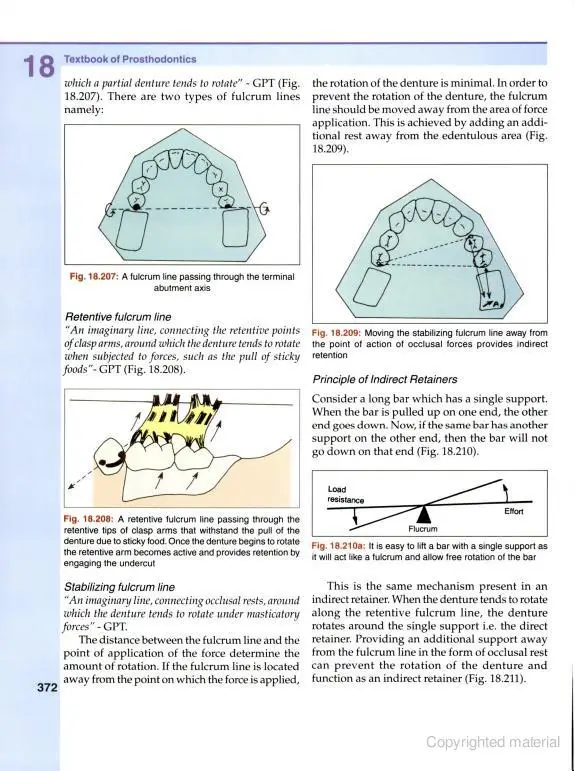 18
Textbook of Prosthodontics
which a partial denture tends to rotate" - GPT (Fig.
18.207). There are two types of fulcrum lines
namely:
Fig. 18.207: A fulcrum line passing through the terminal
abutment axis
Retentive fulcrum line
"An imaginary line, connecting the retentive points
of clasp arms, around which the denture tends to rotate
when subjected to forces, such as the pull of sticky
foods"- GPT (Fig. 18.208).
Fig. 18.208: A retentive fulcrum line passing through the
retentive tips of clasp arms that withstand the pull of the
denture due to sticky food. Once the denture begins to rotate
the retentive arm becomes active and provides retention by
engaging the undercut
Stabilizing fulcrum line
"An imaginary line, connecting occlusal rests, around
which the denture tends to rotate under masticatory
forces" - GPT.
The distance between the fulcrum line and the
point of application of the force determine the
amount of rotation. If the fulcrum line is located
away from the point on which the force is applied,
372
the rotation of the denture is minimal. In order to
prevent the rotation of the denture, the fulcrum
line should be moved away from the area of force
application. This is achieved by adding an addi-
tional rest away from the edentulous area (Fig.
18.209).
Fig. 18.209: Moving the stabilizing fulcrum line away from
the point of action of occlusal forces provides indirect
retention
Principle of Indirect Retainers
Consider a long bar which has a single support.
When the bar is pulled up on one end, the other
end goes down. Now, if the same bar has another
support on the other end, then the bar will not
go down on that end (Fig. 18.210).
Load
resistance
Effort
Flucrum
Fig. 18.210a: It is easy to lift a bar with a single support as
it will act like a fulcrum and allow free rotation of the bar
This is the same mechanism present in an
indirect retainer. When the denture tends to rotate
along the retentive fulcrum line, the denture
rotates around the single support i.e. the direct
retainer. Providing an additional support away
from the fulcrum line in the form of occlusal rest
can prevent the rotation of the denture and
function as an indirect retainer (Fig. 18.211).
Copyrighted material